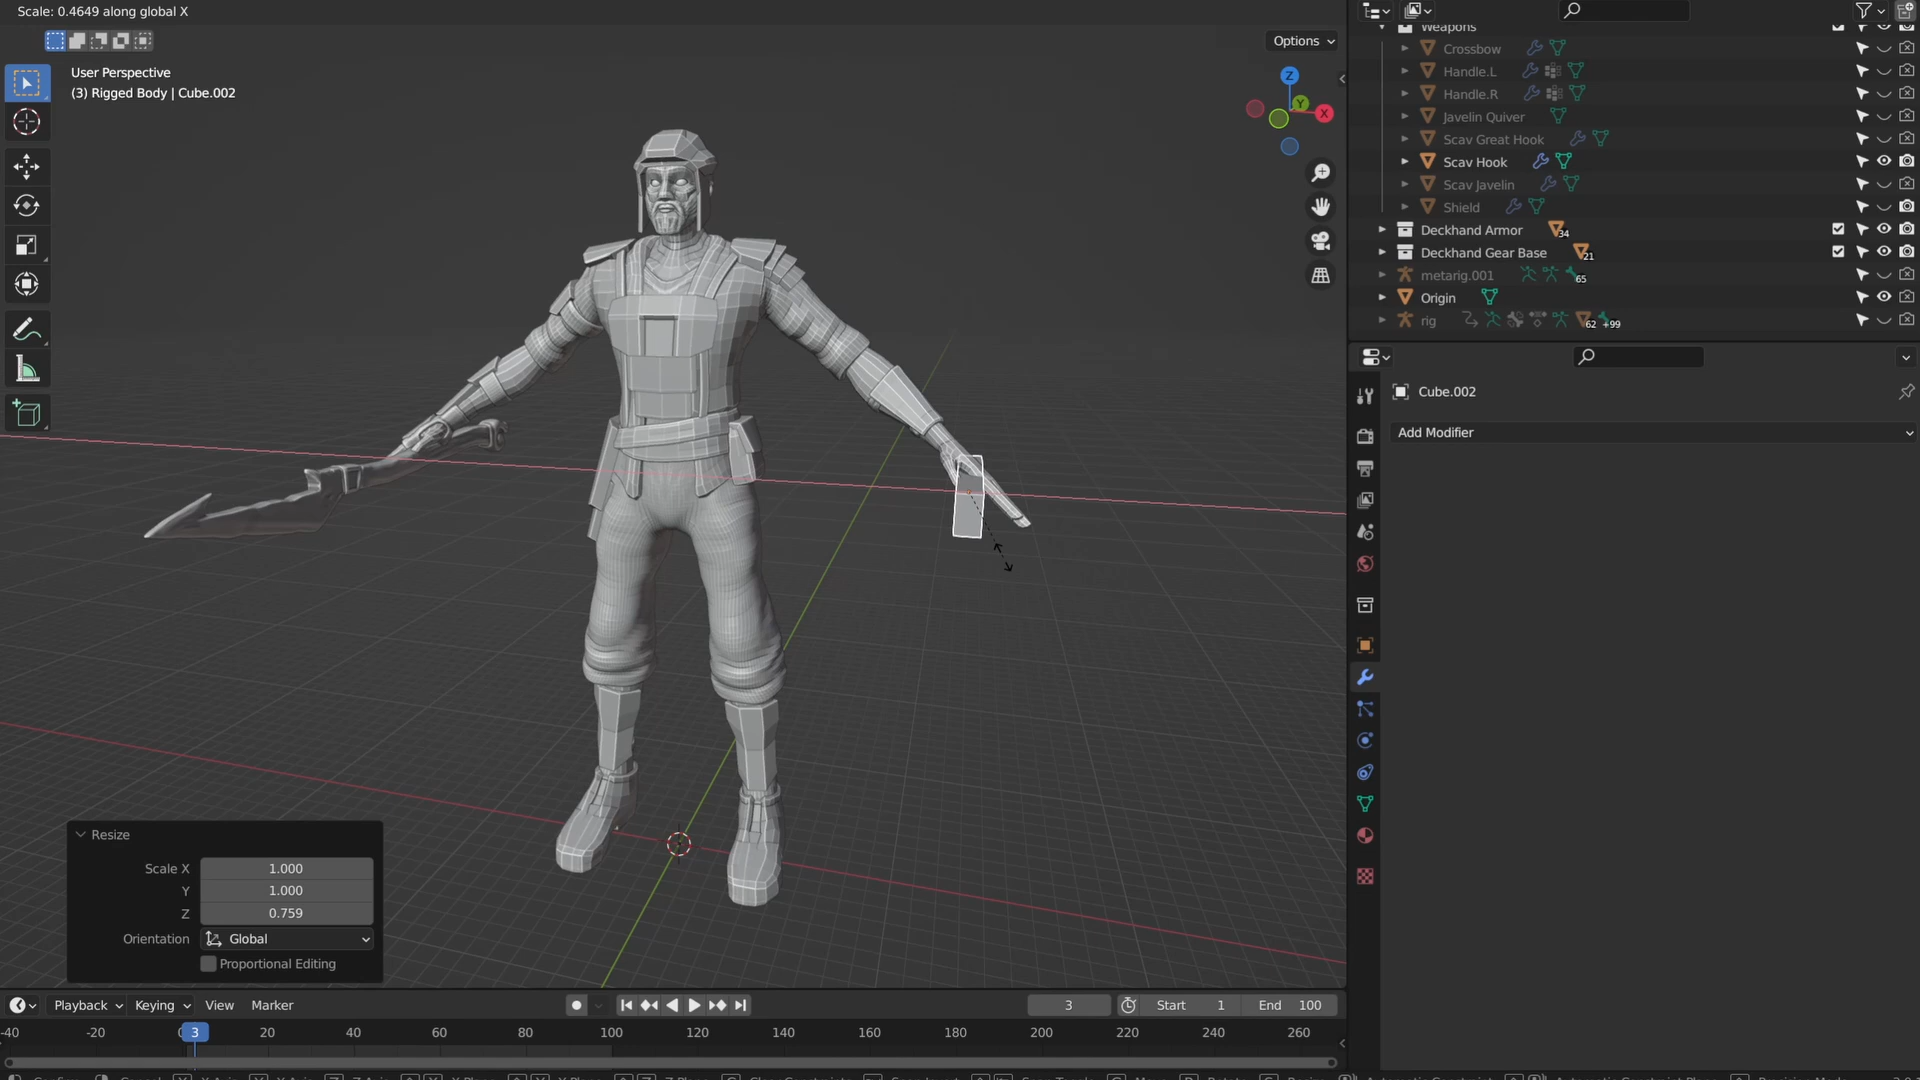 Scale: 0.4649 along global X
Options
User Perspective
(3) Rigged Body | Cube.002
Z
Y
X
Weapons
Crossbow
Handle.L
Handle.R
Javelin Quiver
Scav Great Hook
Scav Hook
Scav Javelin
Shield
Deckhand Armor 34
Deckhand Gear Base 21
metarig.001 65
Origin
rig 62 +99
Cube.002
Add Modifier
Resize
Scale X 1.000
Y 1.000
Z 0.759
Orientation Global
Proportional Editing
Playback Keying View Marker 3 Start 1 End 100
-40 -20 0 3 20 40 60 80 100 120 140 160 180 200 220 240 260